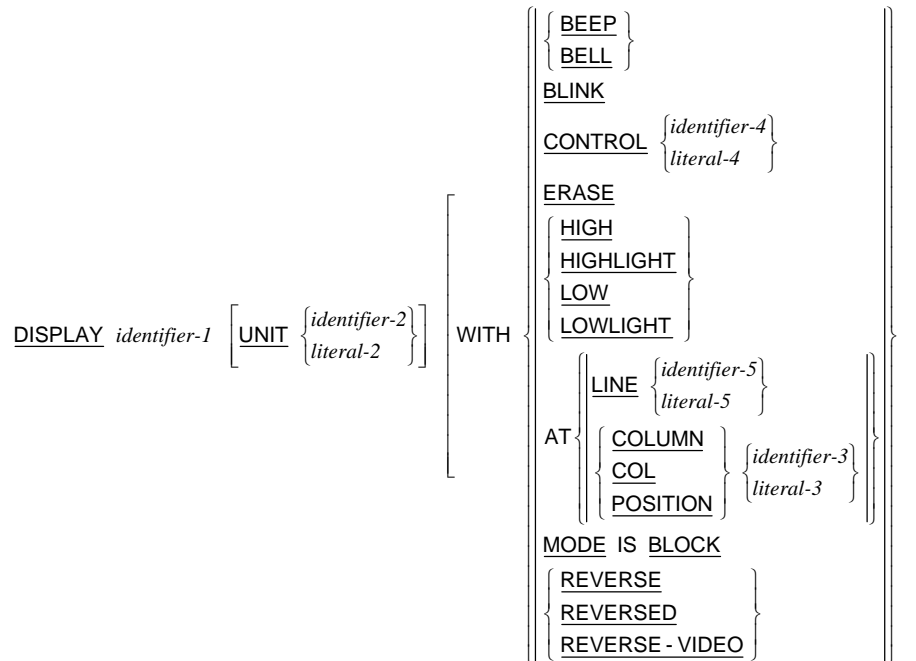 BEEP
BELL
BLINK
CONTROL identifier-4
literal-4
ERASE
HIGH
HIGHLIGHT
LOW
LOWLIGHT
DISPLAY identifier-1 UNIT identifier-2
literal-2
WITH
AT LINE identifier-5
literal-5
COLUMN
COL
POSITION
identifier-3
literal-3
MODE IS BLOCK
REVERSE
REVERSED
REVERSE - VIDEO